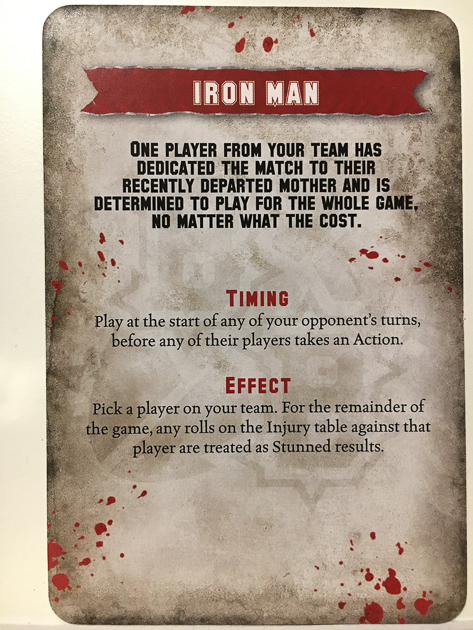 IRON MAN
ONE PLAYER FROM YOUR TEAM HAS
DEDICATED THE MATCH TO THEIR
RECENTLY DEPARTED MOTHER AND IS
DETERMINED TO PLAY FOR THE WHOLE GAME,
NO MATTER WHAT THE COST.
TIMING
Play at the start of any of your opponent's turns,
before any of their players takes an Action.
EFFECT
Pick a player on your team. For the remainder of
the game, any rolls on the Injury table against that
player are treated as Stunned results.